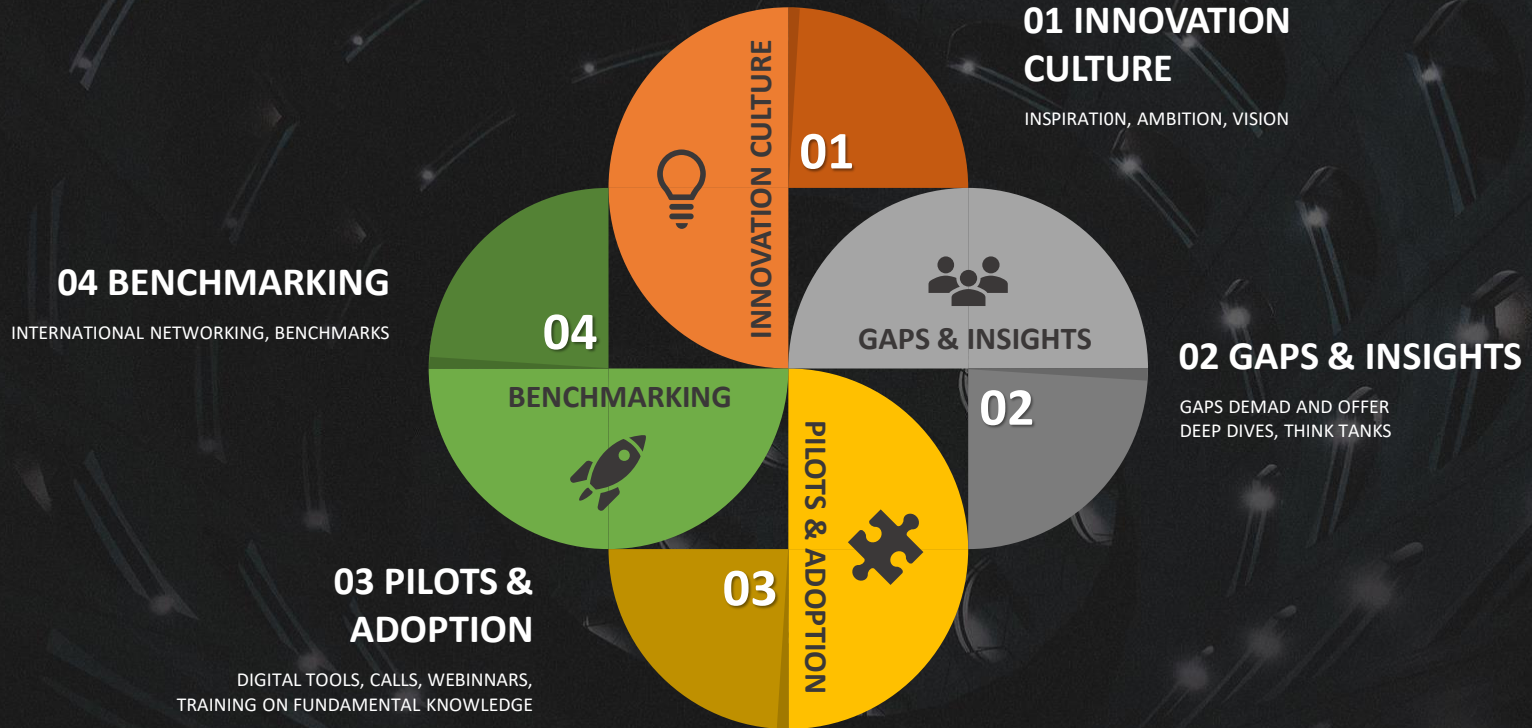 01 INNOVATION
CULTURE
INSPIRATI0N, AMBITION, VISION
INNOVATION CULTURE
01
04 BENCHMARKING
INTERNATIONAL NETWORKING, BENCHMARKS
04
BENCHMARKING
GAPS & INSIGHTS
02
02 GAPS & INSIGHTS
GAPS DEMAD AND OFFER
DEEP DIVES, THINK TANKS
PILOTS & ADOPTION
03
03 PILOTS &
ADOPTION
DIGITAL TOOLS, CALLS, WEBINNARS,
TRAINING ON FUNDAMENTAL KNOWLEDGE